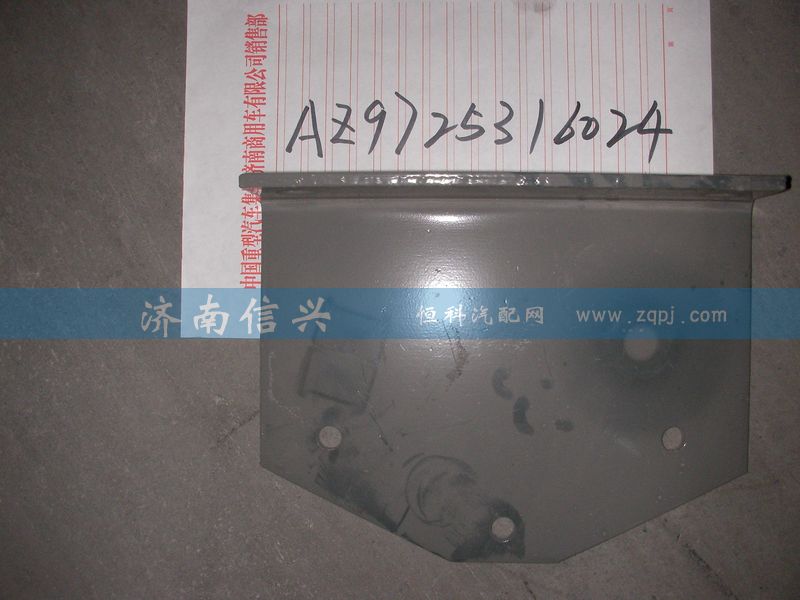 AZ9725316024
中国重型汽车集团济南商用车有限公司销售部
济南信兴 恒科汽配网 www.zqpj.com